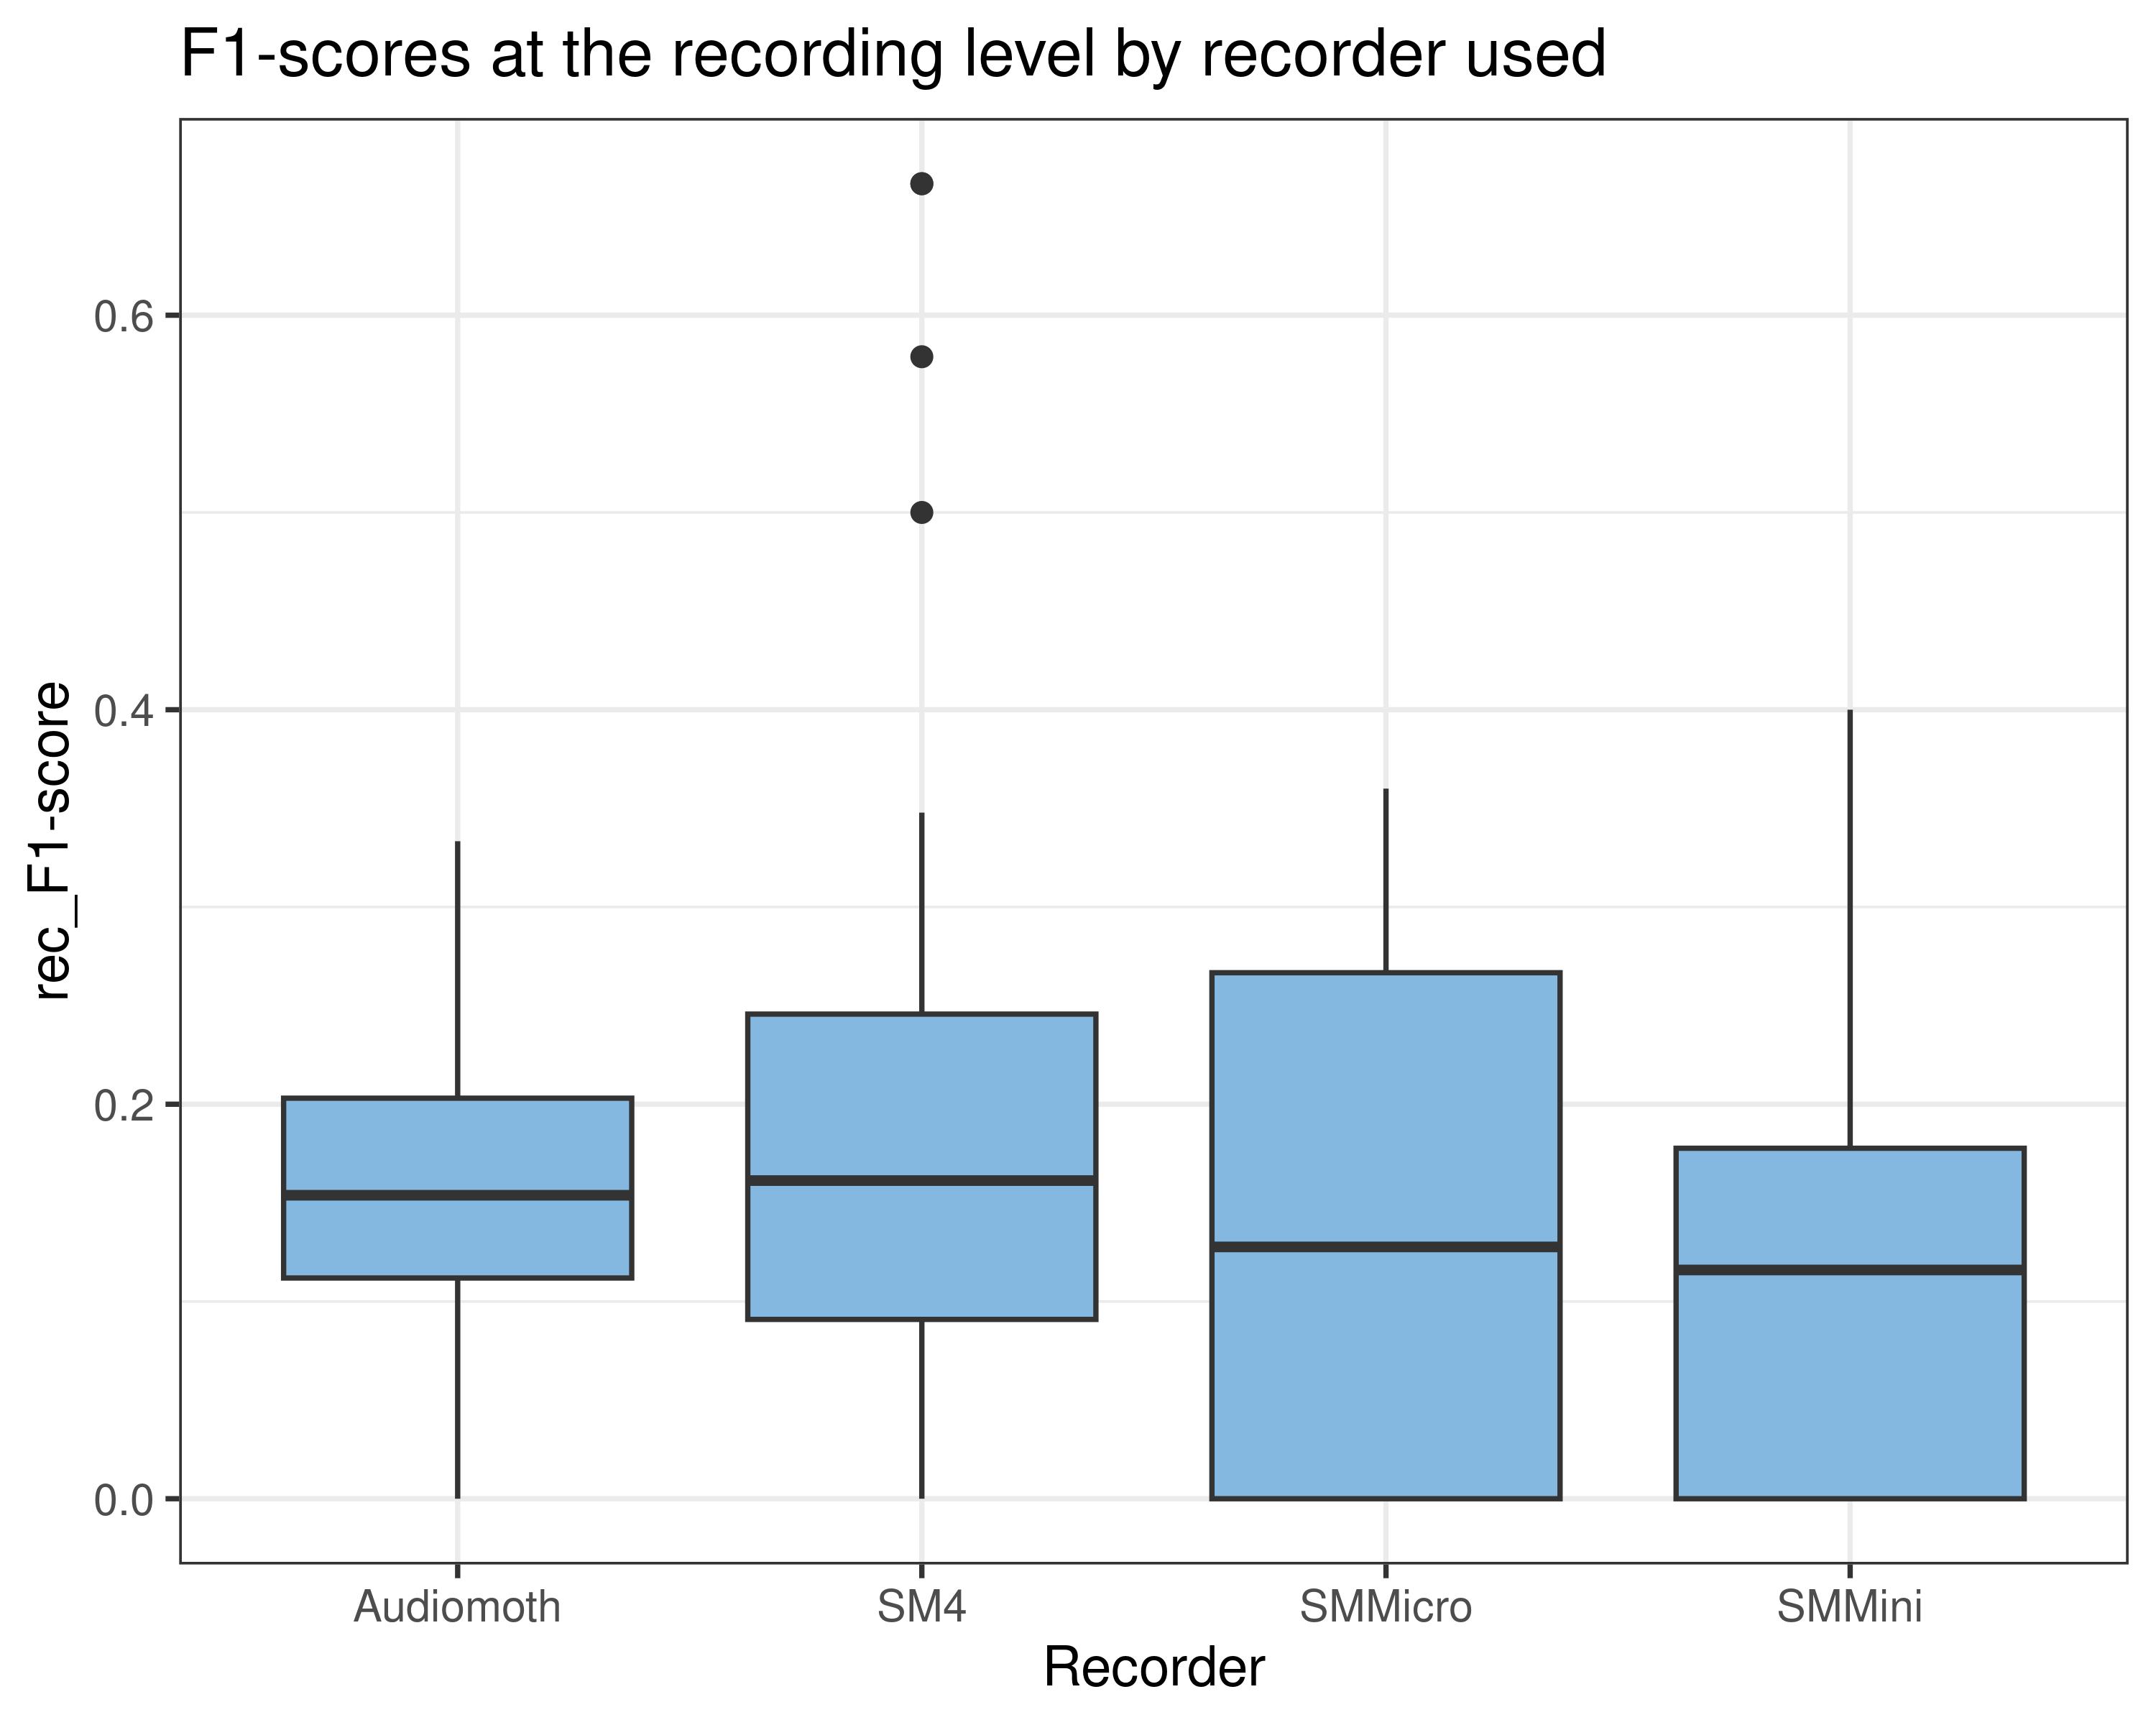 F1-scores at the recording level by recorder used
rec_F1-score
0.6
0.4
0.2
0.0
Audiomoth
SM4
SMMicro
SMMini
Recorder